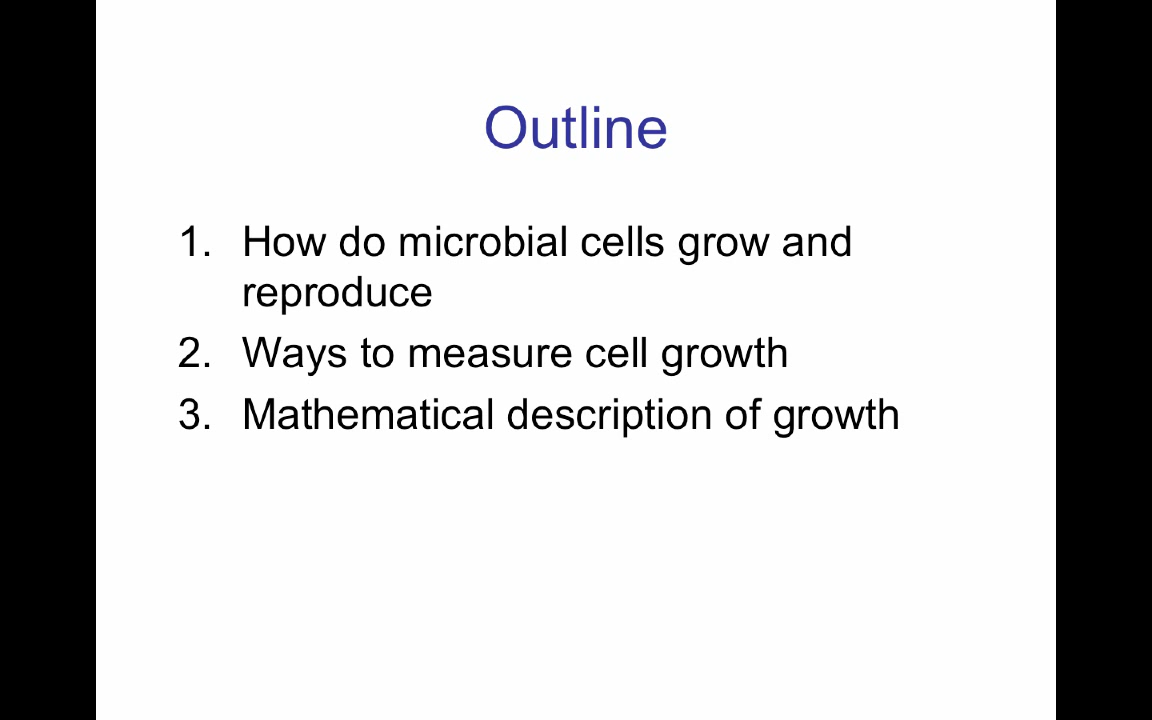 Outline
1. How do microbial cells grow and
reproduce
2. Ways to measure cell growth
3. Mathematical description of growth